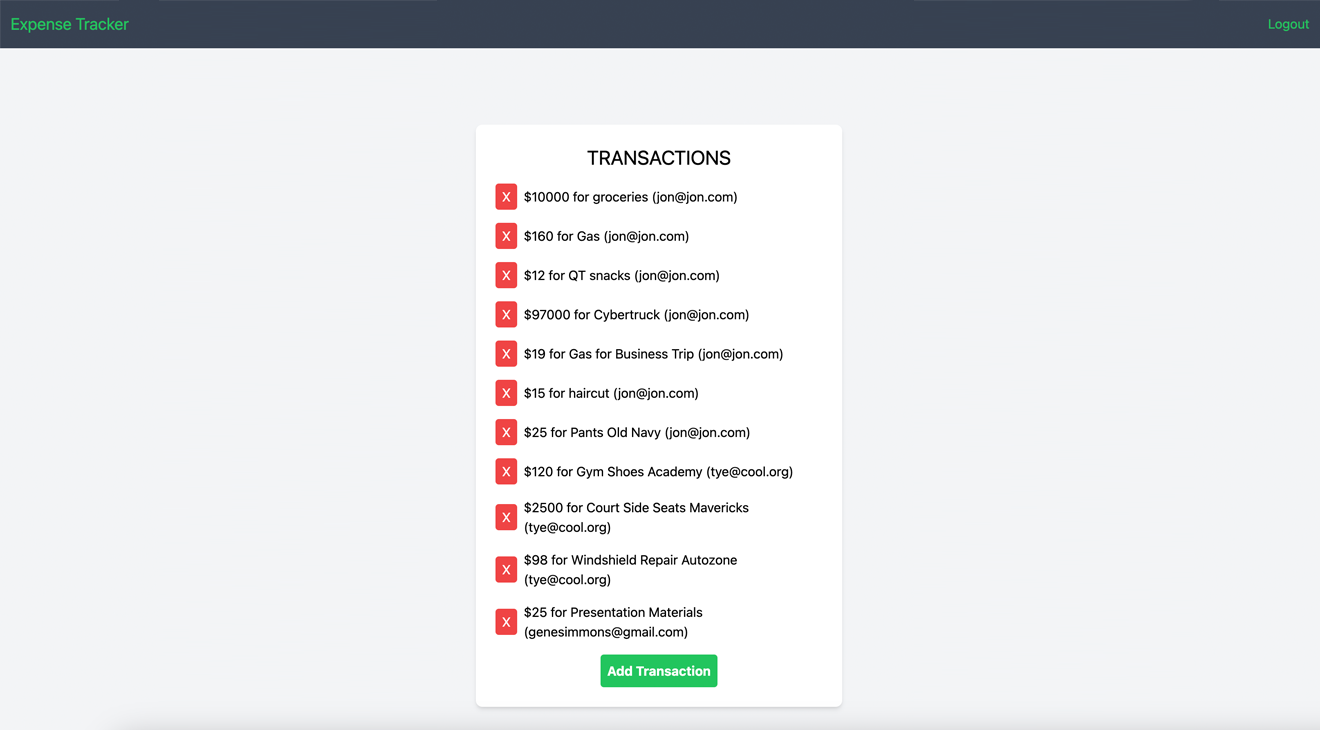 Expense Tracker
Logout
TRANSACTIONS
X $10000 for groceries (jon@jon.com)
X $160 for Gas (jon@jon.com)
X $12 for QT snacks (jon@jon.com)
X $97000 for Cybertruck (jon@jon.com)
X $19 for Gas for Business Trip (jon@jon.com)
X $15 for haircut (jon@jon.com)
X $25 for Pants Old Navy (jon@jon.com)
X $120 for Gym Shoes Academy (tye@cool.org)
X $2500 for Court Side Seats Mavericks
(tye@cool.org)
X $98 for Windshield Repair Autozone
(tye@cool.org)
X $25 for Presentation Materials
(genesimmons@gmail.com)
Add Transaction